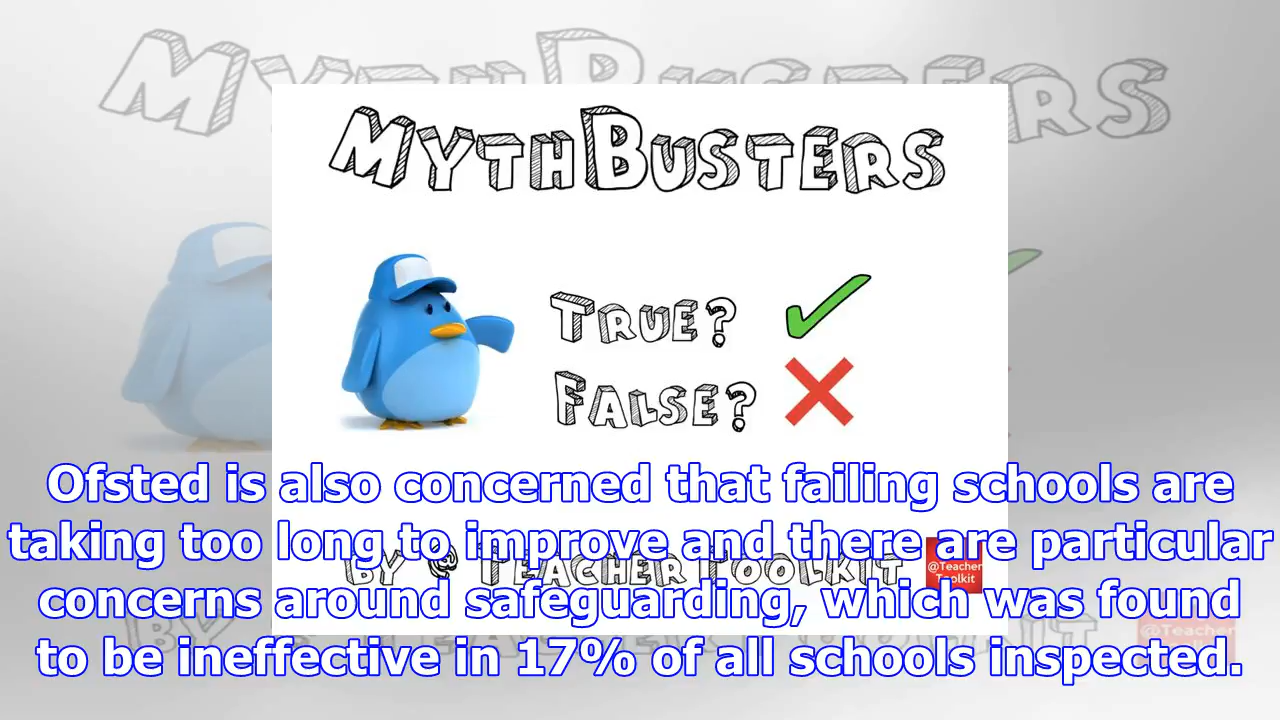 MYTHBUSTERS
TRUE?
FALSE?
Ofsted is also concerned that failing schools are
taking too long to improve and there are particular
concerns around safeguarding, which was found
to be ineffective in 17% of all schools inspected.
BY @ TEACHER TOOLKIT
@Teacher
Toolkit